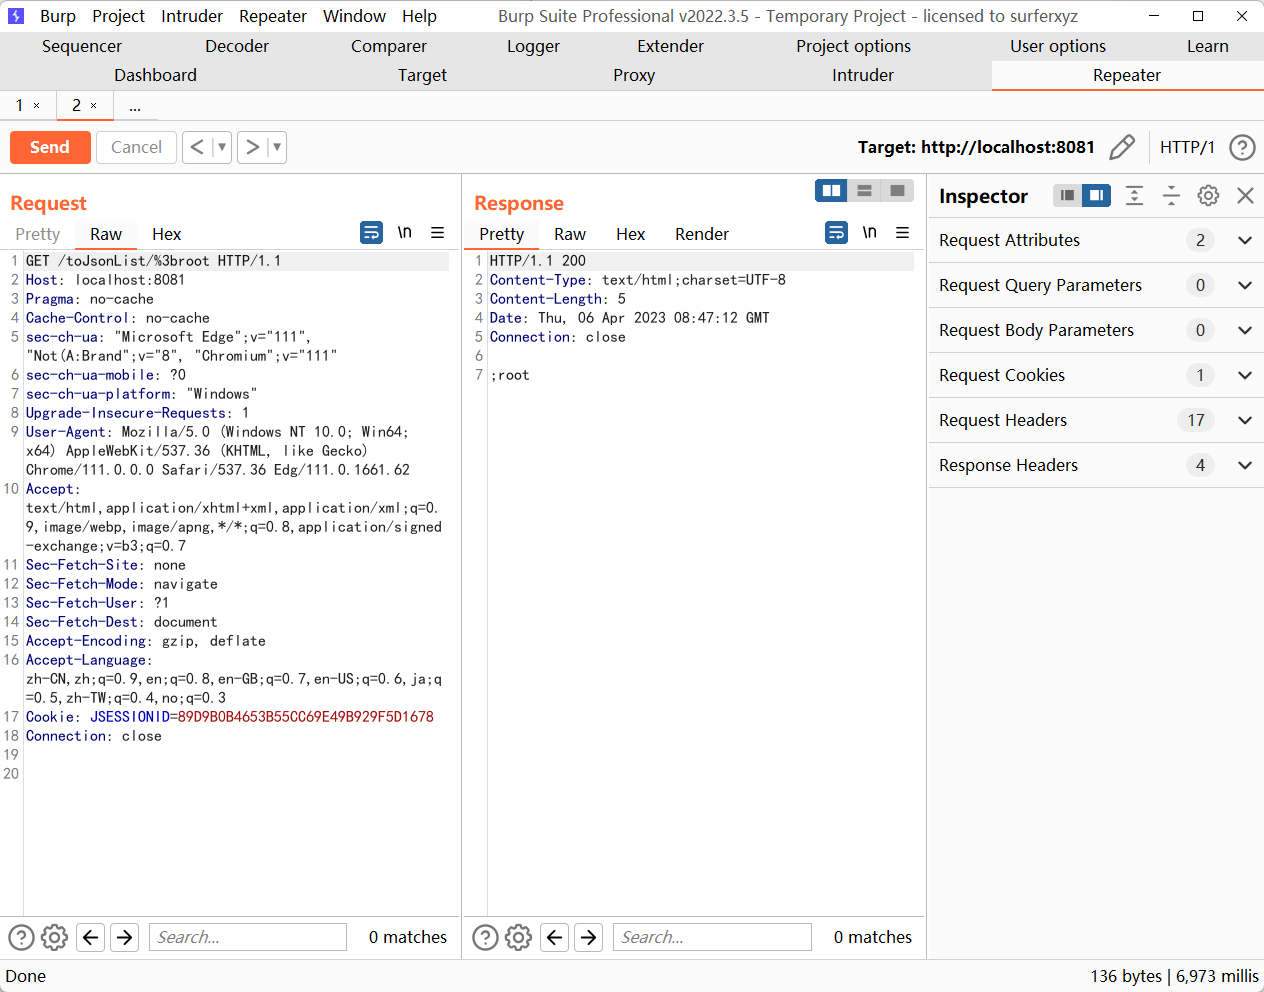 Burp Project Intruder Repeater Window Help Burp Suite Professional v2022.3.5 - Temporary Project - licensed to surferxyz
Sequencer Decoder Comparer Logger Extender Project options User options Learn
Dashboard Target Proxy Intruder Repeater
1 × 2 × ...
Send Cancel < > Target: http://localhost:8081 HTTP/1
Request
Pretty Raw Hex \n
1 GET /toJsonList/%3broot HTTP/1.1
2 Host: localhost:8081
3 Pragma: no-cache
4 Cache-Control: no-cache
5 sec-ch-ua: "Microsoft Edge";v="111",
"Not(A:Brand";v="8", "Chromium";v="111"
6 sec-ch-ua-mobile: ?0
7 sec-ch-ua-platform: "Windows"
8 Upgrade-Insecure-Requests: 1
9 User-Agent: Mozilla/5.0 (Windows NT 10.0; Win64;
x64) AppleWebKit/537.36 (KHTML, like Gecko)
Chrome/111.0.0.0 Safari/537.36 Edg/111.0.1661.62
10 Accept:
text/html,application/xhtml+xml,application/xml;q=0.
9,image/webp,image/apng,*/*;q=0.8,application/signed
-exchange;v=b3;q=0.7
11 Sec-Fetch-Site: none
12 Sec-Fetch-Mode: navigate
13 Sec-Fetch-User: ?1
14 Sec-Fetch-Dest: document
15 Accept-Encoding: gzip, deflate
16 Accept-Language:
zh-CN,zh;q=0.9,en;q=0.8,en-GB;q=0.7,en-US;q=0.6,ja;q
=0.5,zh-TW;q=0.4,no;q=0.3
17 Cookie: JSESSIONID=89D9B0B4653B55CC69E49B929F5D1678
18 Connection: close
19
20
Search... 0 matches
Response
Pretty Raw Hex Render \n
1 HTTP/1.1 200
2 Content-Type: text/html;charset=UTF-8
3 Content-Length: 5
4 Date: Thu, 06 Apr 2023 08:47:12 GMT
5 Connection: close
6
7 ;root
Search... 0 matches
Inspector
Request Attributes 2
Request Query Parameters 0
Request Body Parameters 0
Request Cookies 1
Request Headers 17
Response Headers 4
Done 136 bytes | 6,973 millis